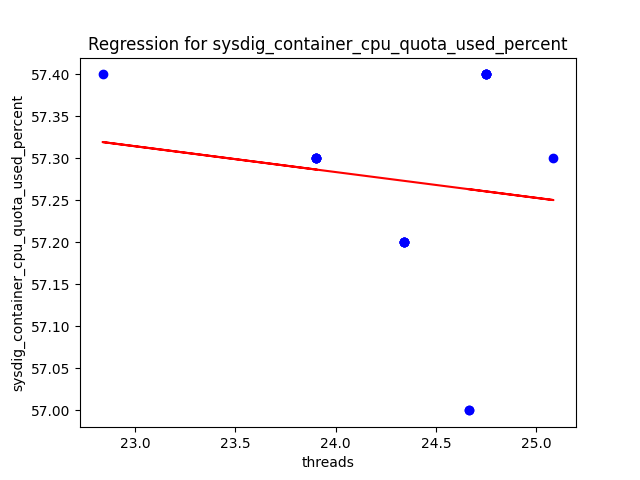 Regression for sysdig_container_cpu_quota_used_percent
sysdig_container_cpu_quota_used_percent
57.40
57.35
57.30
57.25
57.20
57.15
57.10
57.05
57.00
23.0 23.5 24.0 24.5 25.0
threads